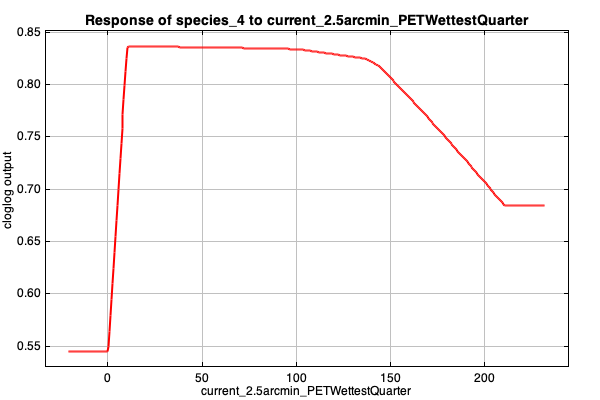 Response of species_4 to current_2.5arcmin_PETWettestQuarter
0.85
0.80
0.75
0.70
0.65
0.60
0.55
cloglog output
0 50 100 150 200
current_2.5arcmin_PETWettestQuarter